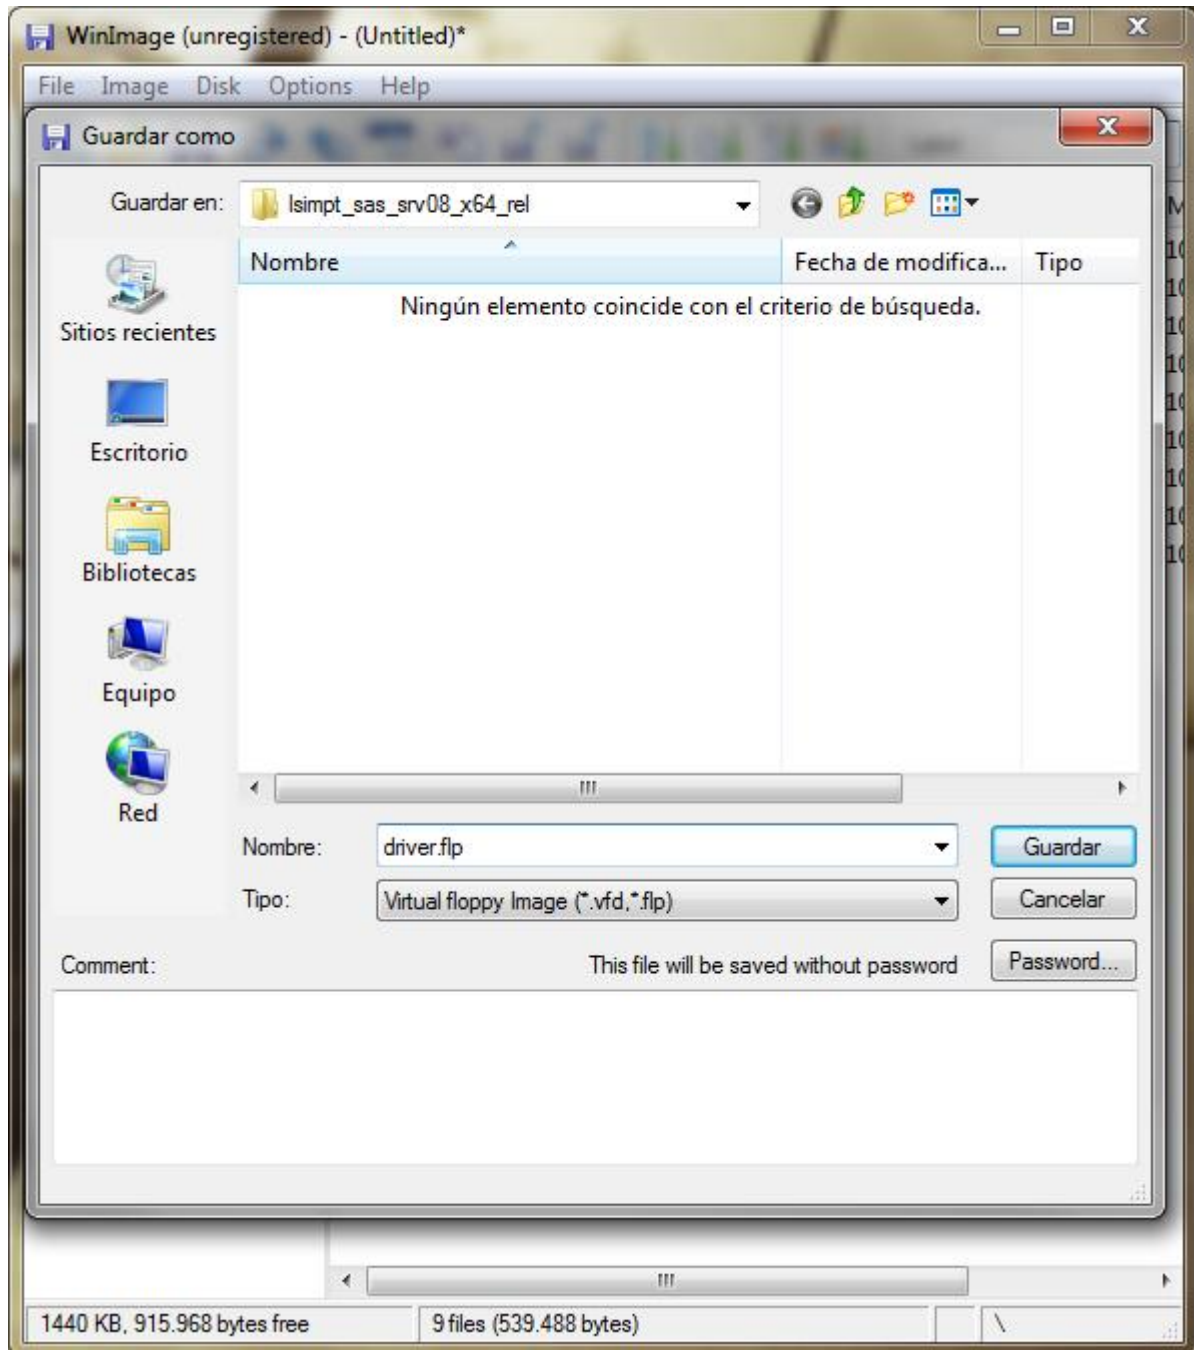 WinImage (unregistered) - (Untitled)*
File Image Disk Options Help
Guardar como
Guardar en: lsimpt_sas_srv08_x64_rel
Nombre Fecha de modifica... Tipo
Ningún elemento coincide con el criterio de búsqueda.
Sitios recientes
Escritorio
Bibliotecas
Equipo
Red
Nombre: driver.flp Guardar
Tipo: Virtual floppy Image (*.vfd,*.flp) Cancelar
Comment: This file will be saved without password Password...
1440 KB, 915.968 bytes free 9 files (539.488 bytes) \